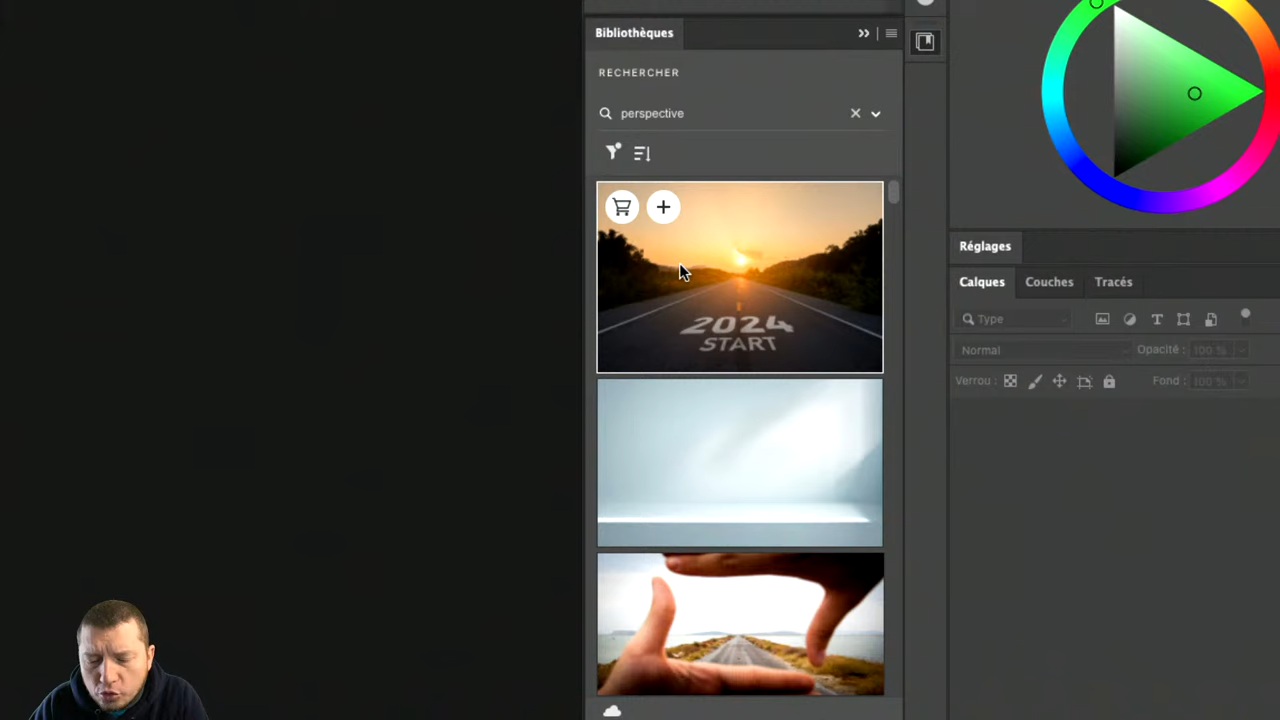 Bibliothèques
RECHERCHER
perspective
2024
START
Réglages
Calques Couches Tracés
Type
Normal Opacité : 100 %
Verrou : Fond : 100 %